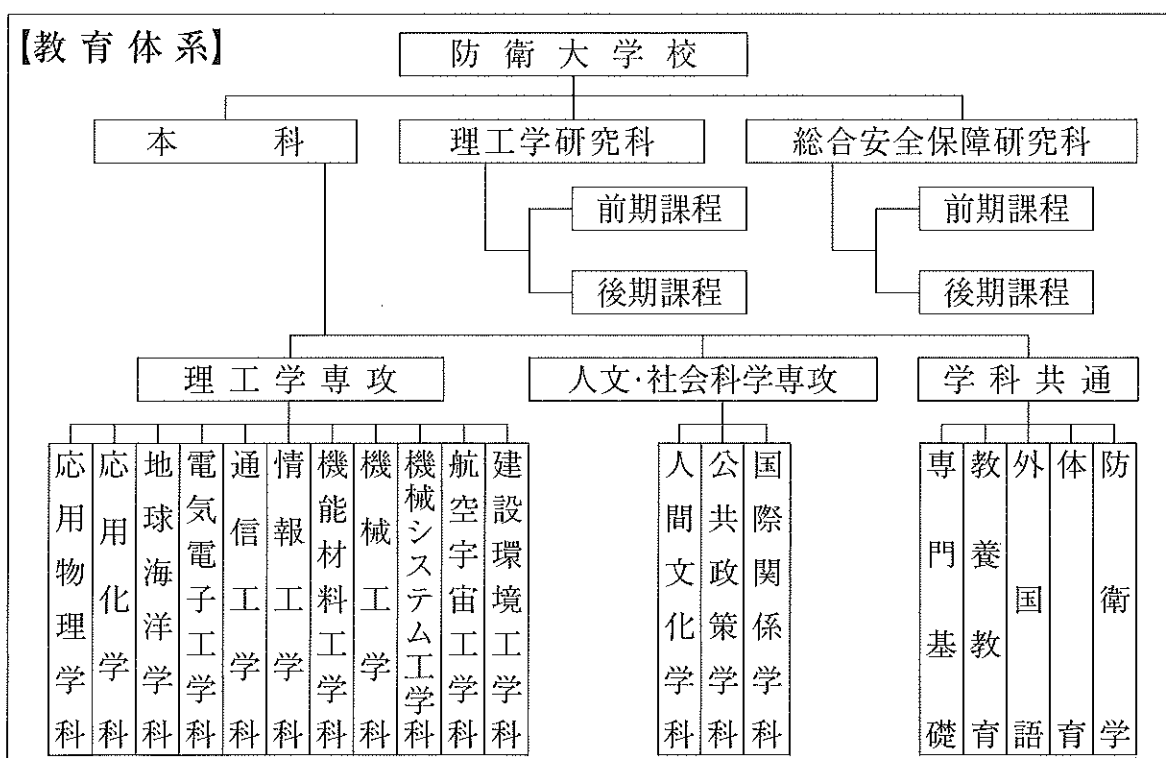 【教育体系】
防衛大学校
本科
理工学研究科
総合安全保障研究科
前期課程
後期課程
前期課程
後期課程
理工学専攻
人文・社会科学専攻
学科共通
応用物理学科
応用化学科
地球海洋学科
電気電子工学科
通信工学科
情報工学科
機能材料工学科
機械工学科
機械システム工学科
航空宇宙工学科
建設環境工学科
人間文化学科
公共政策学科
国際関係学科
専門基礎
教養教育
外国語
体育
防衛学